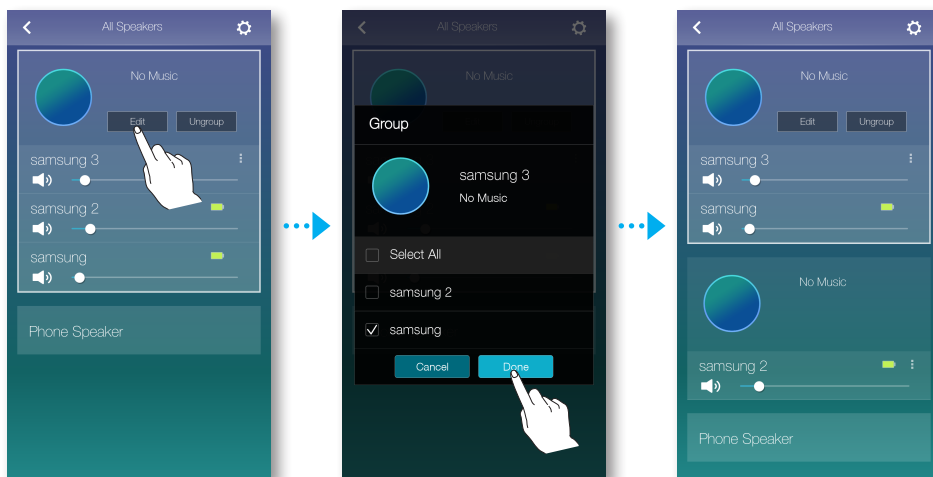 All Speakers
No Music
Edit Ungroup
samsung 3
samsung 2
samsung
Phone Speaker
All Speakers
No Music
Group
samsung 3
No Music
Select All
samsung 2
samsung
Cancel Done
All Speakers
No Music
Edit Ungroup
samsung 3
samsung
No Music
samsung 2
Phone Speaker